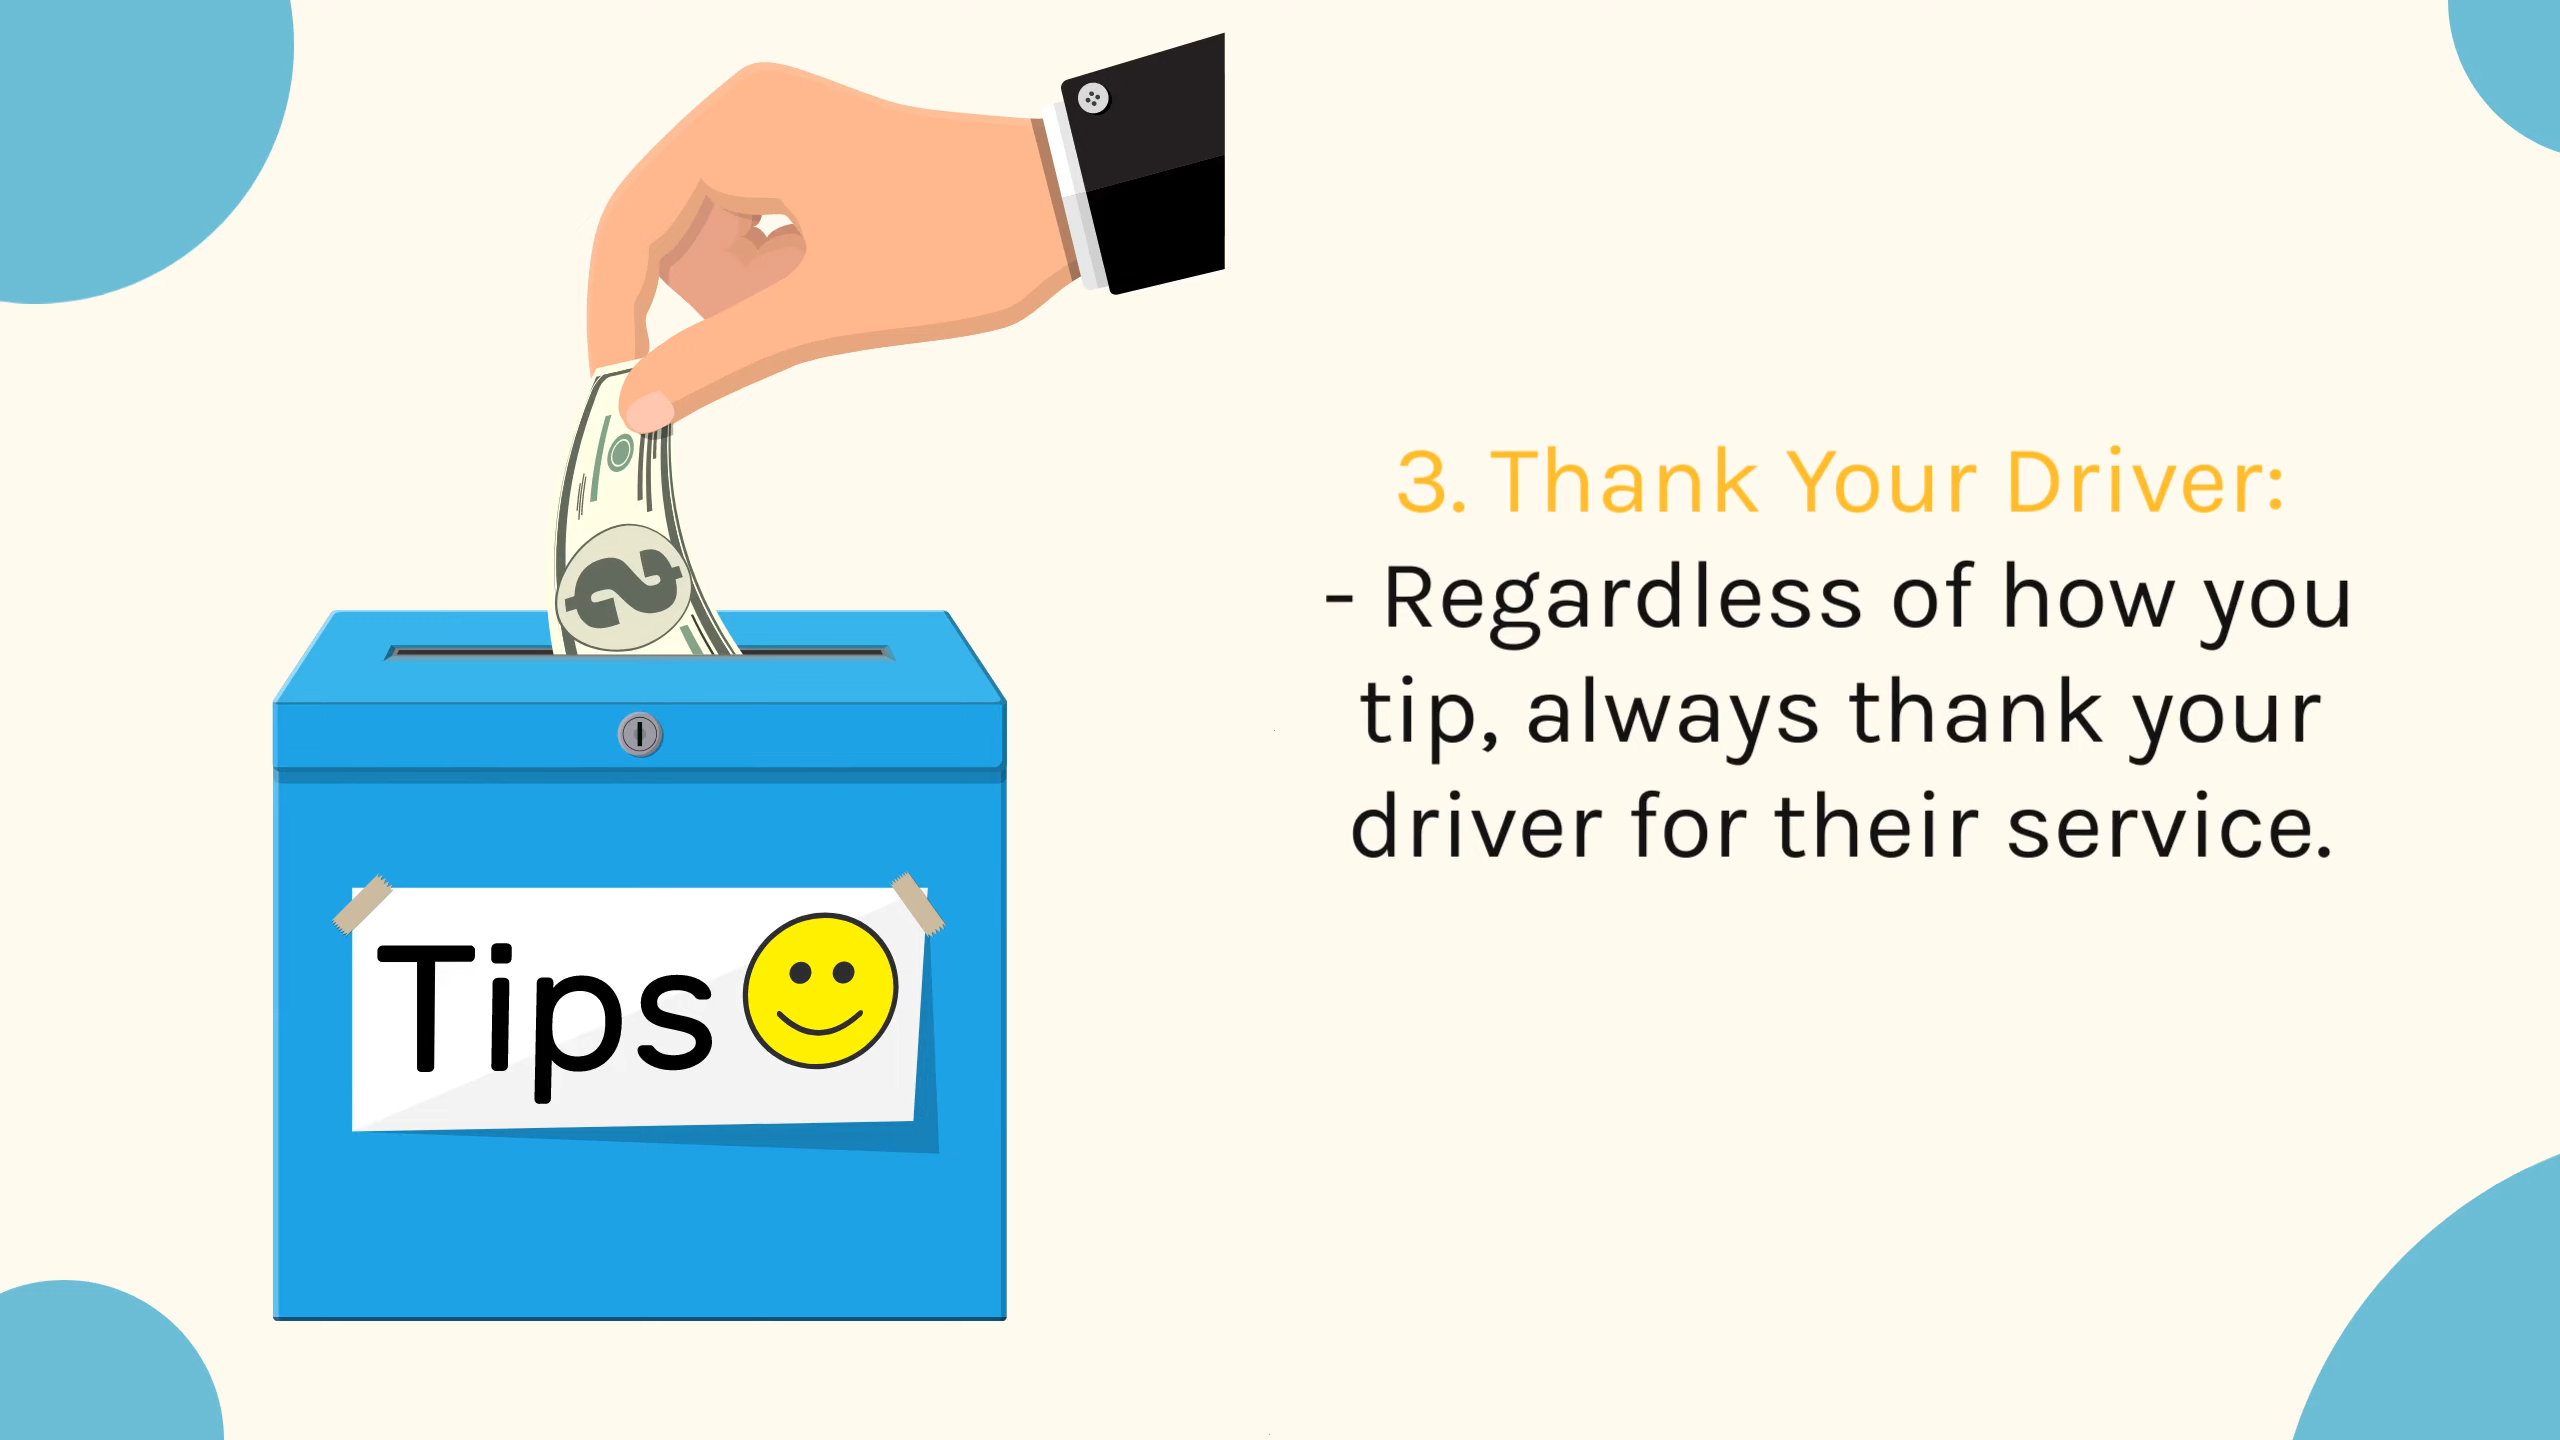 3. Thank Your Driver:
- Regardless of how you
tip, always thank your
driver for their service.
Tips
$